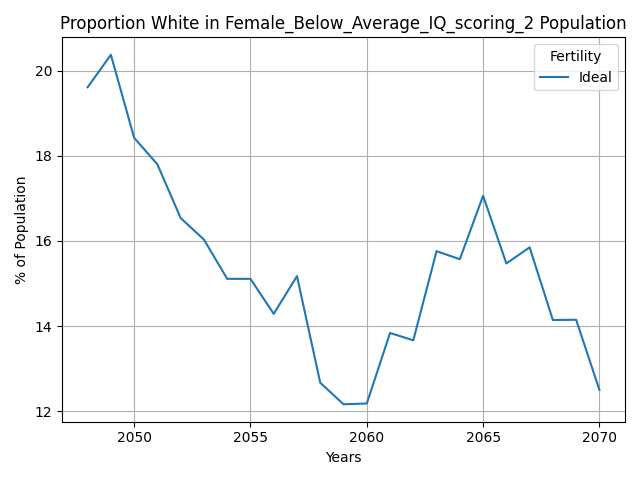 Proportion White in Female_Below_Average_IQ_scoring_2 Population
Fertility
Ideal
20
18
16
14
12
% of Population
2050 2055 2060 2065 2070
Years